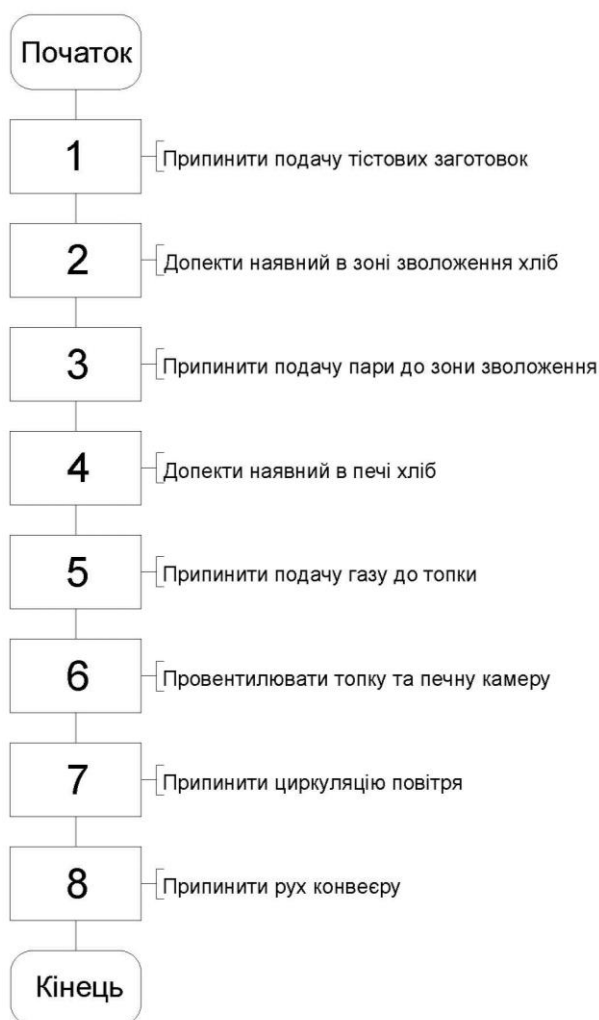 Початок
1
Припинити подачу тістових заготовок
2
Допекти наявний в зоні зволоження хліб
3
Припинити подачу пари до зони зволоження
4
Допекти наявний в печі хліб
5
Припинити подачу газу до топки
6
Провентилювати топку та печну камеру
7
Припинити циркуляцію повітря
8
Припинити рух конвеєру
Кінець